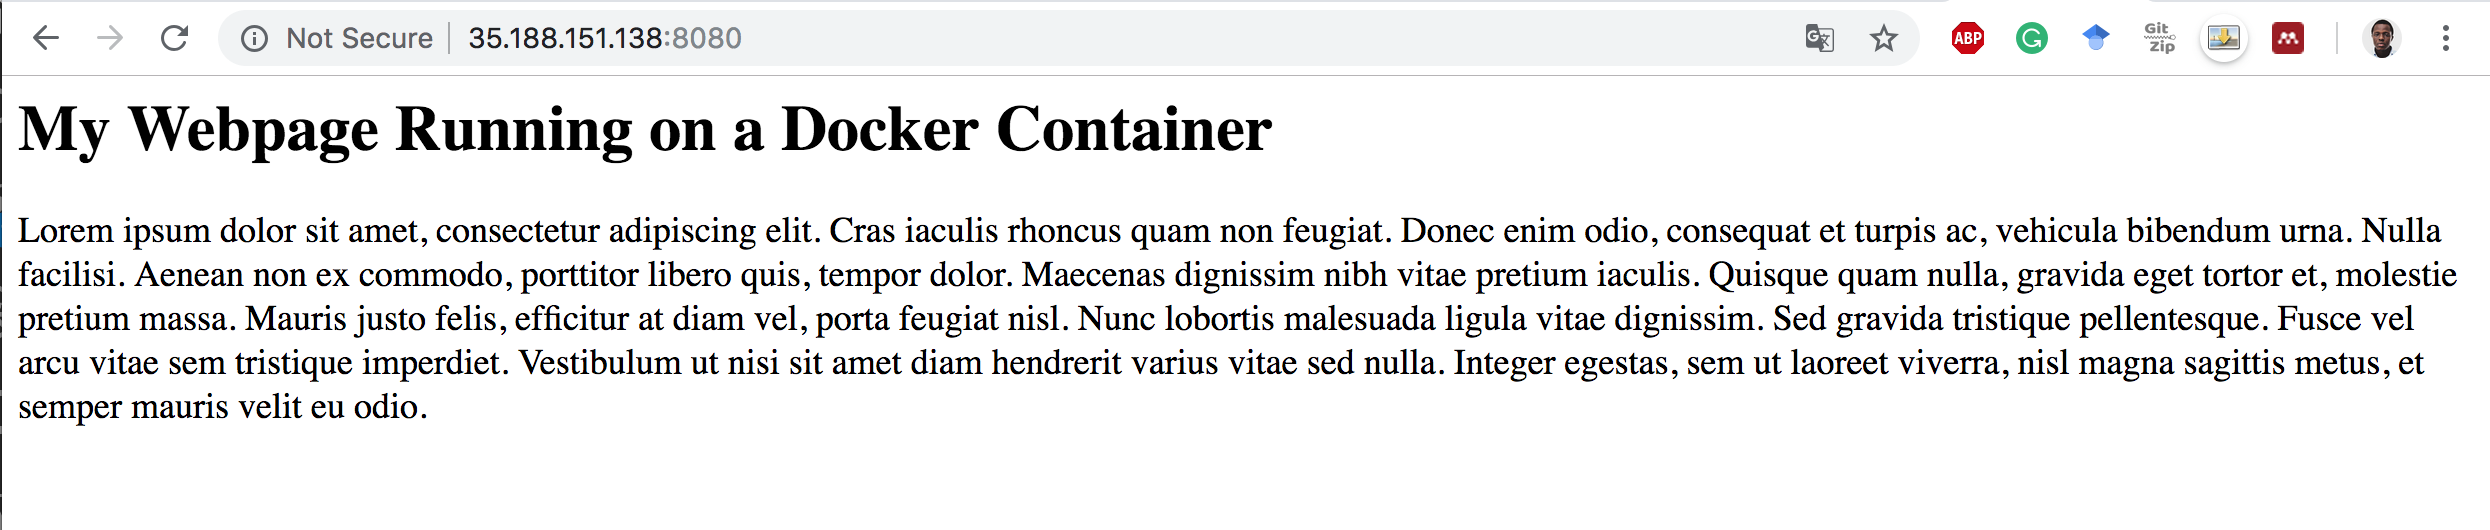 Not Secure 35.188.151.138:8080
ABP
Git
Zip
My Webpage Running on a Docker Container
Lorem ipsum dolor sit amet, consectetur adipiscing elit. Cras iaculis rhoncus quam non feugiat. Donec enim odio, consequat et turpis ac, vehicula bibendum urna. Nulla
facilisi. Aenean non ex commodo, porttitor libero quis, tempor dolor. Maecenas dignissim nibh vitae pretium iaculis. Quisque quam nulla, gravida eget tortor et, molestie
pretium massa. Mauris justo felis, efficitur at diam vel, porta feugiat nisl. Nunc lobortis malesuada ligula vitae dignissim. Sed gravida tristique pellentesque. Fusce vel
arcu vitae sem tristique imperdiet. Vestibulum ut nisi sit amet diam hendrerit varius vitae sed nulla. Integer egestas, sem ut laoreet viverra, nisl magna sagittis metus, et
semper mauris velit eu odio.